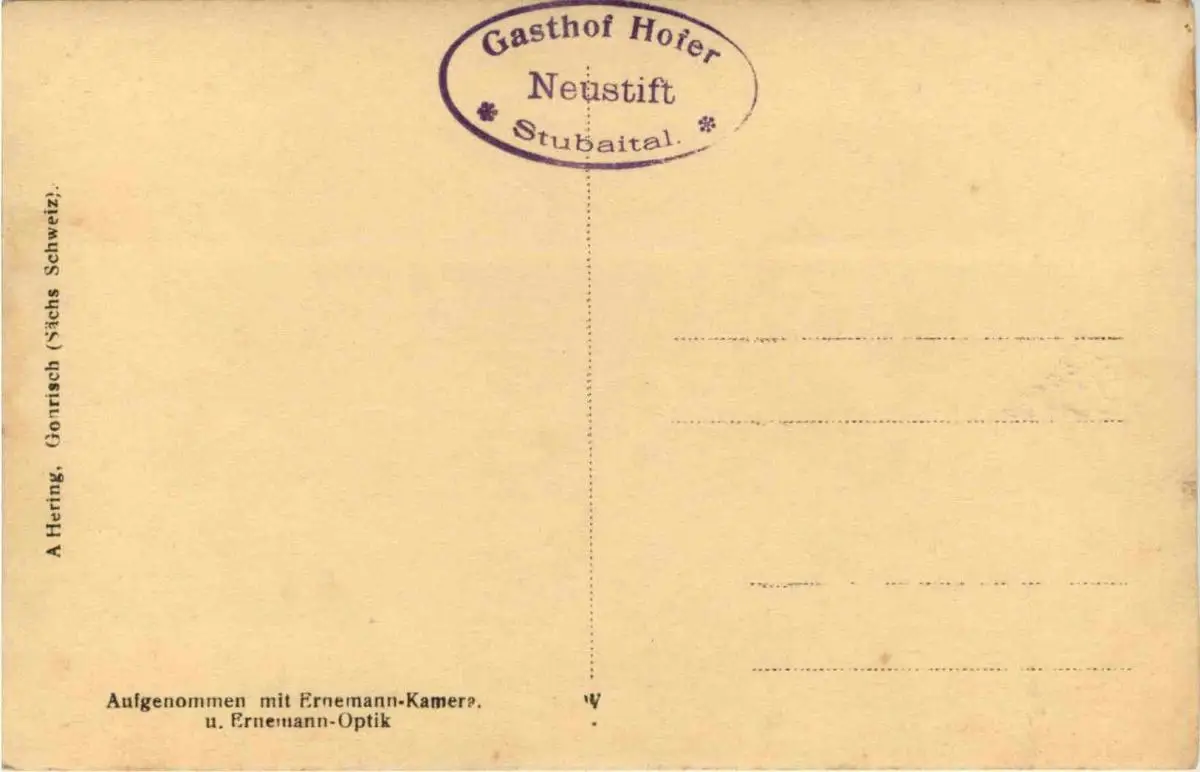 Gasthof Hofer
Neustift
* Stubaital. *
A Hering, Gohrisch (Sächs Schweiz).
Aufgenommen mit Ernemann-Kamera.
u. Ernemann-Optik
W